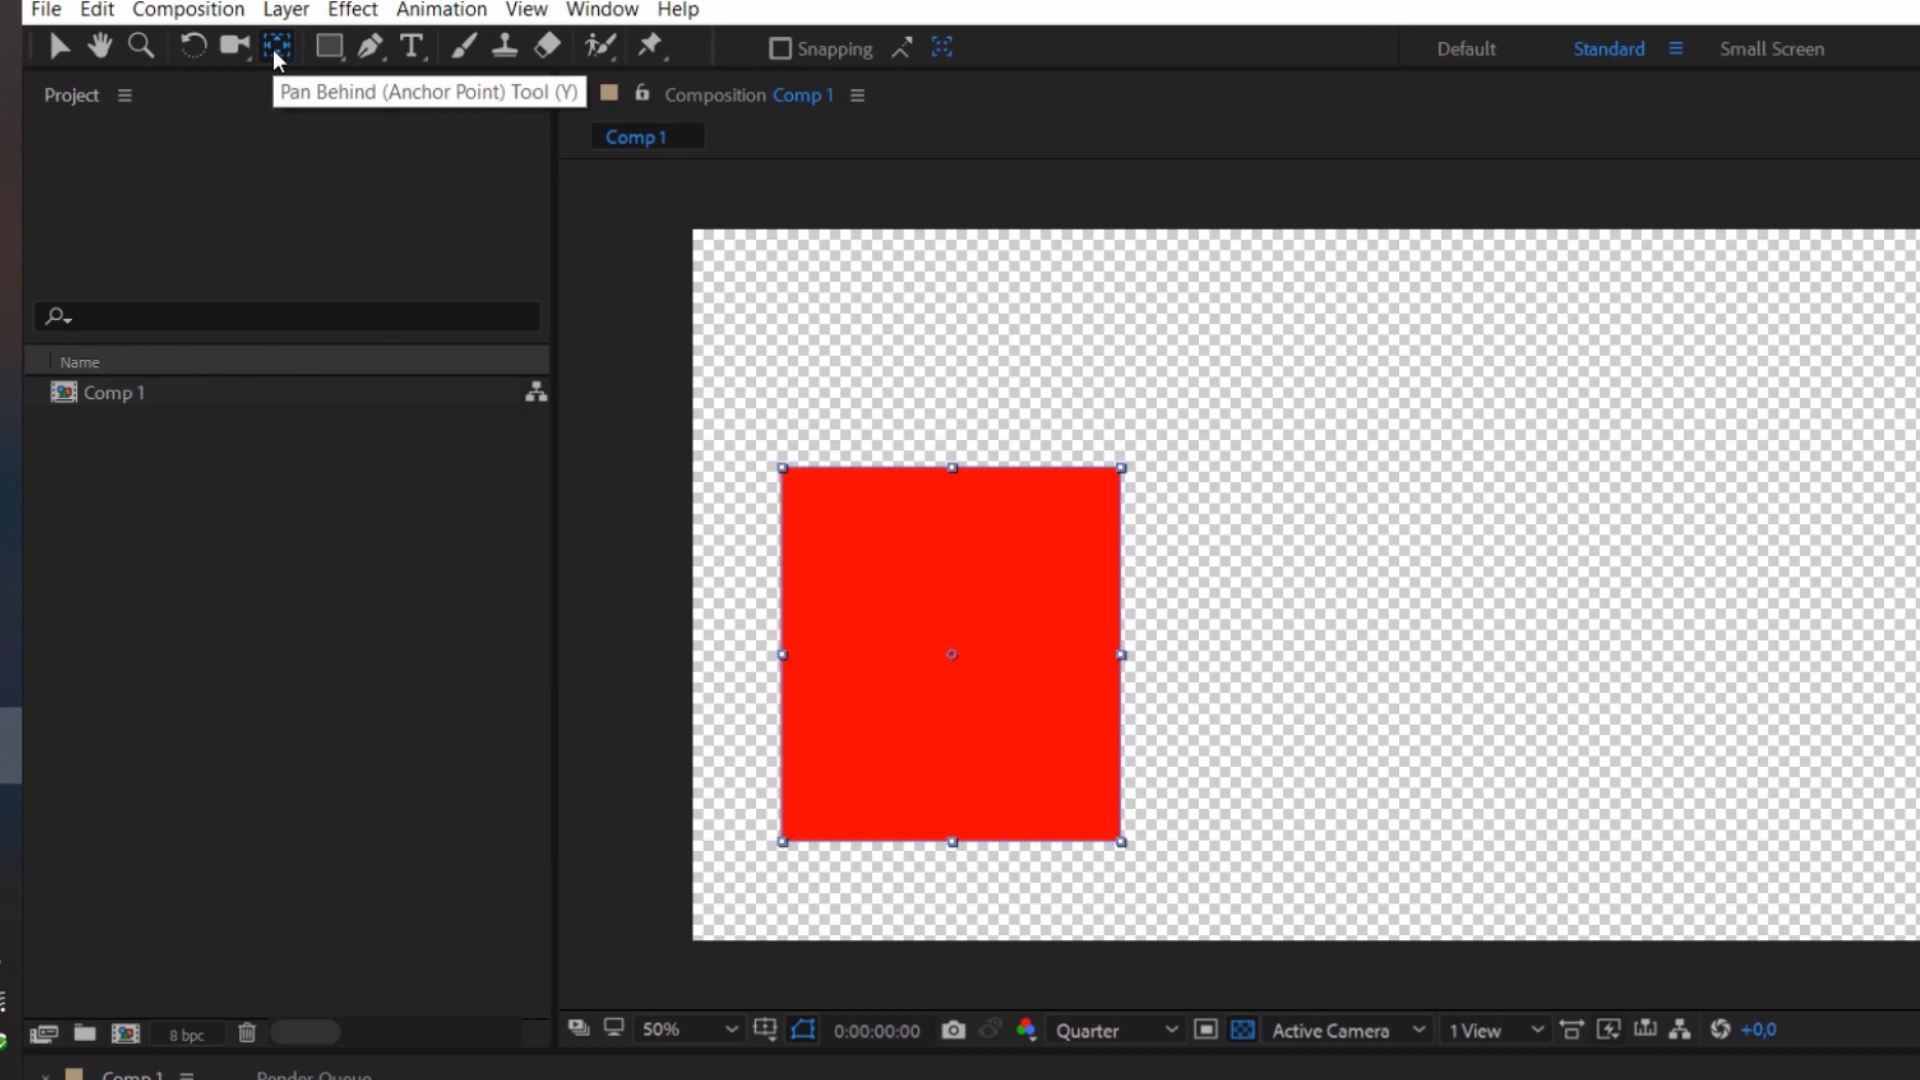 File Edit Composition Layer Effect Animation View Window Help
T Snapping Default Standard Small Screen
Project Pan Behind (Anchor Point) Tool (Y) Composition Comp 1
Comp 1
Name
Comp 1
8 bpc 50% 0:00:00:00 Quarter Active Camera 1 View +0,0
Comp 1 Render Queue